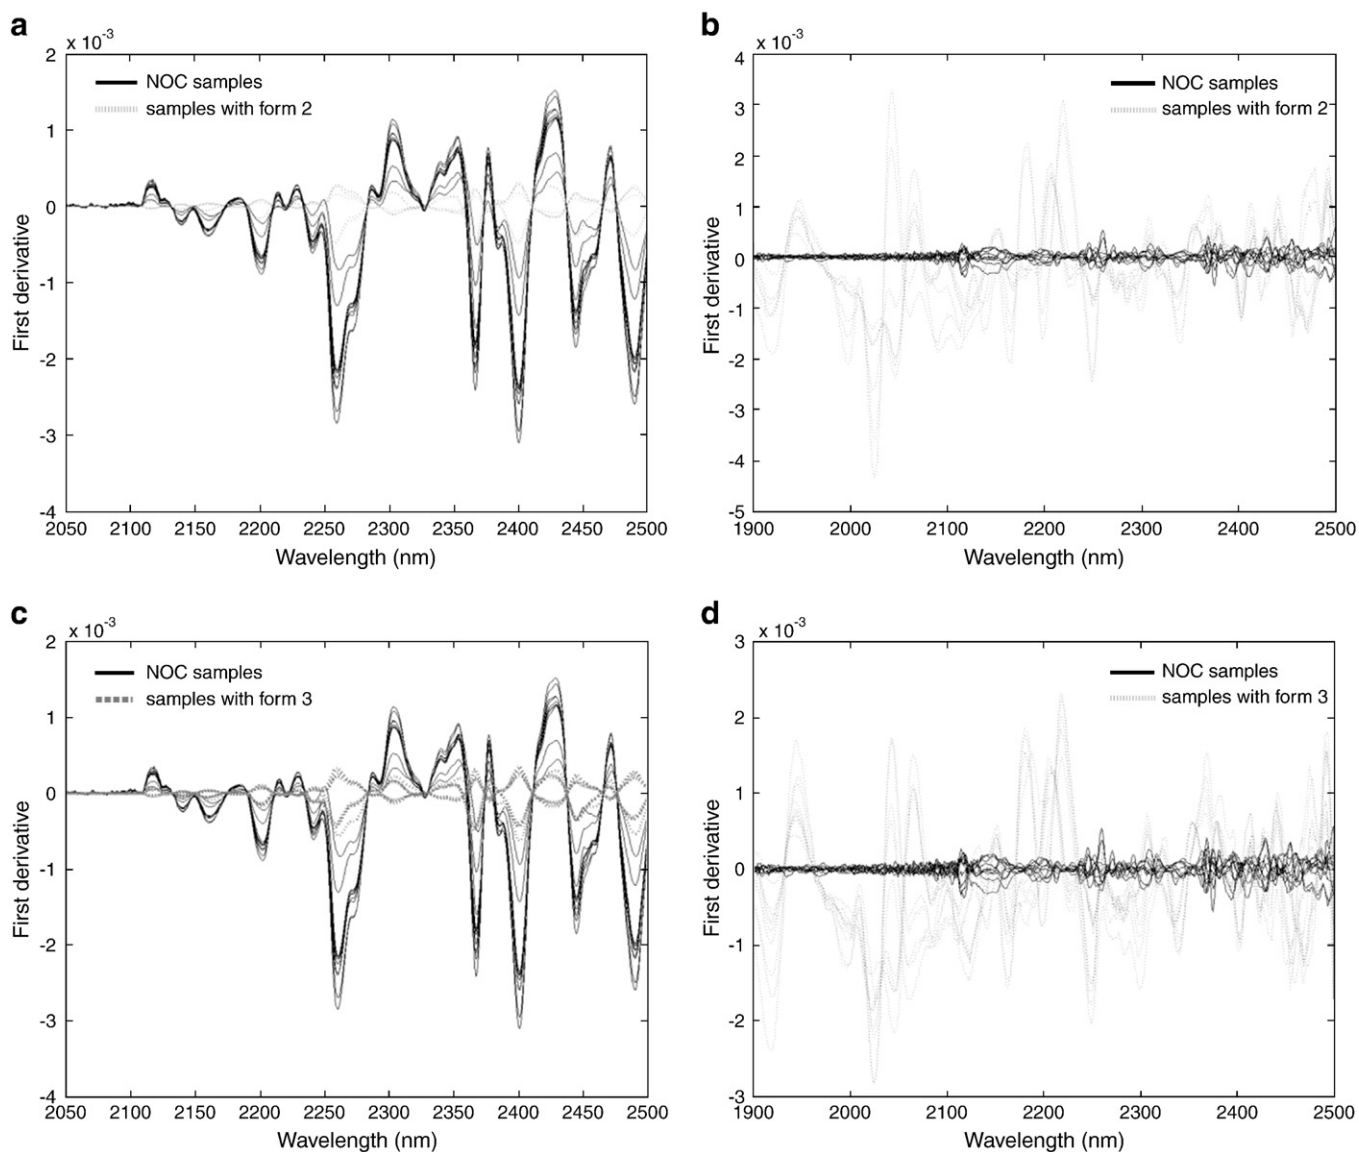 a
x 10-3
NOC samples
samples with form 2
2
1
0
-1
-2
-3
-4
First derivative
2050 2100 2150 2200 2250 2300 2350 2400 2450 2500
Wavelength (nm)
b
x 10-3
NOC samples
samples with form 2
4
3
2
1
0
-1
-2
-3
-4
-5
First derivative
1900 2000 2100 2200 2300 2400 2500
Wavelength (nm)
c
x 10-3
NOC samples
samples with form 3
2
1
0
-1
-2
-3
-4
First derivative
2050 2100 2150 2200 2250 2300 2350 2400 2450 2500
Wavelength (nm)
d
x 10-3
NOC samples
samples with form 3
3
2
1
0
-1
-2
-3
First derivative
1900 2000 2100 2200 2300 2400 2500
Wavelength (nm)